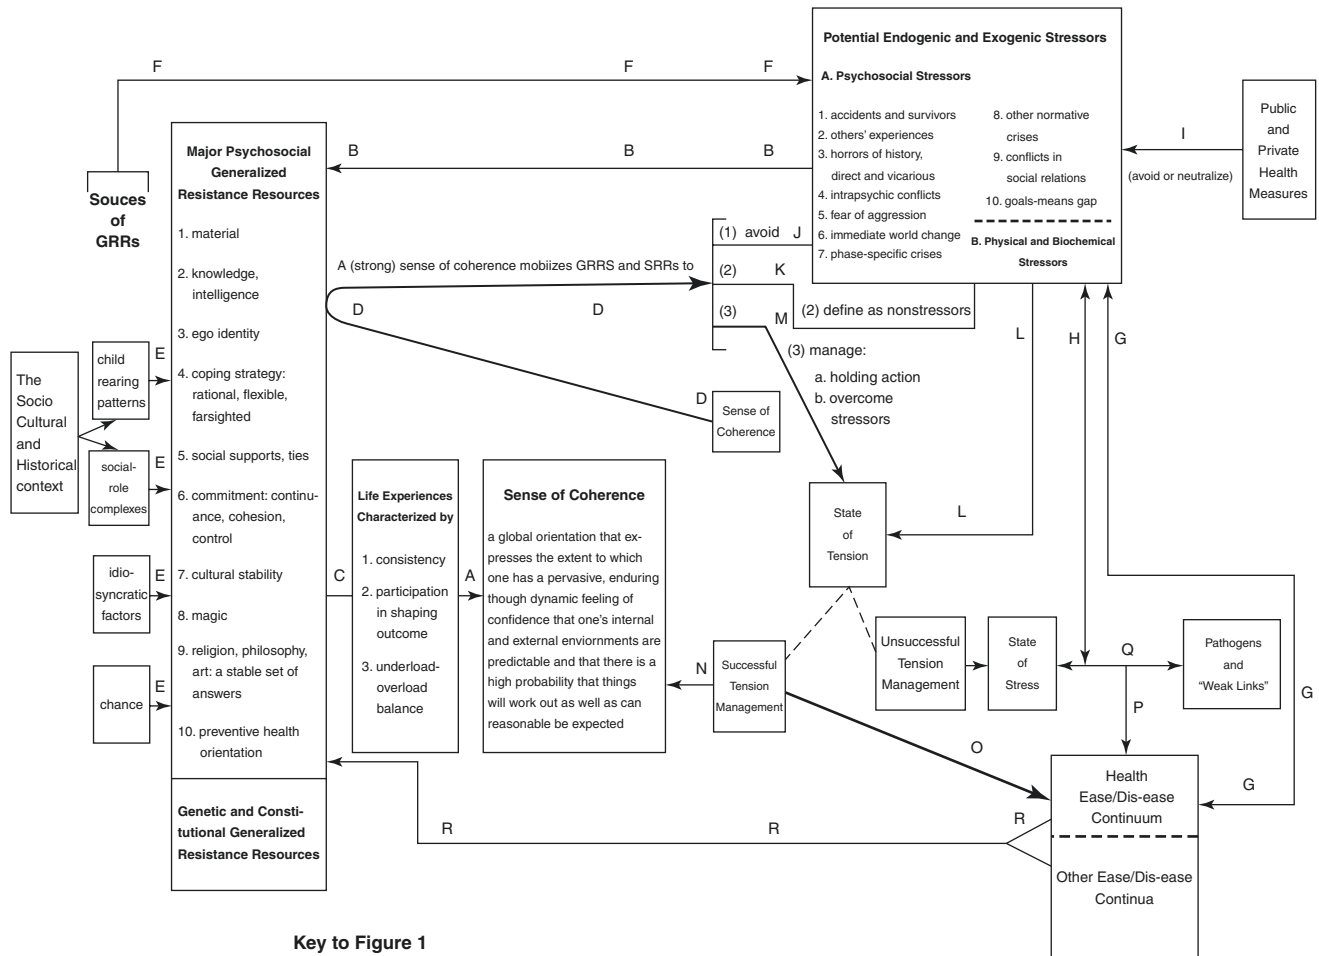 Potential Endogenic and Exogenic Stressors
A. Psychosocial Stressors
1. accidents and survivors
2. others' experiences
3. horrors of history,
direct and vicarious
4. intrapsychic conflicts
5. fear of aggression
6. immediate world change
7. phase-specific crises
8. other normative
crises
9. conflicts in
social relations
10. goals-means gap
B. Physical and Biochemical
Stressors
Public
and
Private
Health
Measures
I
(avoid or neutralize)
F
F
F
B
B
B
Souces
of
GRRs
Major Psychosocial
Generalized
Resistance Resources
1. material
2. knowledge,
intelligence
3. ego identity
4. coping strategy:
rational, flexible,
farsighted
5. social supports, ties
6. commitment: continu-
ance, cohesion,
control
7. cultural stability
8. magic
9. religion, philosophy,
art: a stable set of
answers
10. preventive health
orientation
Genetic and Consti-
tutional Generalized
Resistance Resources
The
Socio
Cultural
and
Historical
context
child
rearing
patterns
E
social-
role
complexes
E
idio-
syncratic
factors
E
chance
E
A (strong) sense of coherence mobiizes GRRS and SRRs to
D
D
D
(1) avoid J
(2) K
(3) M
(2) define as nonstressors
(3) manage:
a. holding action
b. overcome
stressors
Sense of
Coherence
L
L
H
G
G
G
C
Life Experiences
Characterized by
1. consistency
2. participation
in shaping
outcome
3. underload-
overload
balance
A
Sense of Coherence
a global orientation that ex-
presses the extent to which
one has a pervasive, enduring
though dynamic feeling of
confidence that one's internal
and external enviornments are
predictable and that there is a
high probability that things
will work out as well as can
reasonable be expected
State
of
Tension
N
Successful
Tension
Management
Unsuccessful
Tension
Management
State
of
Stress
Q
Pathogens
and
“Weak Links”
P
O
Health
Ease/Dis-ease
Continuum
Other Ease/Dis-ease
Continua
R
R
R
Key to Figure 1